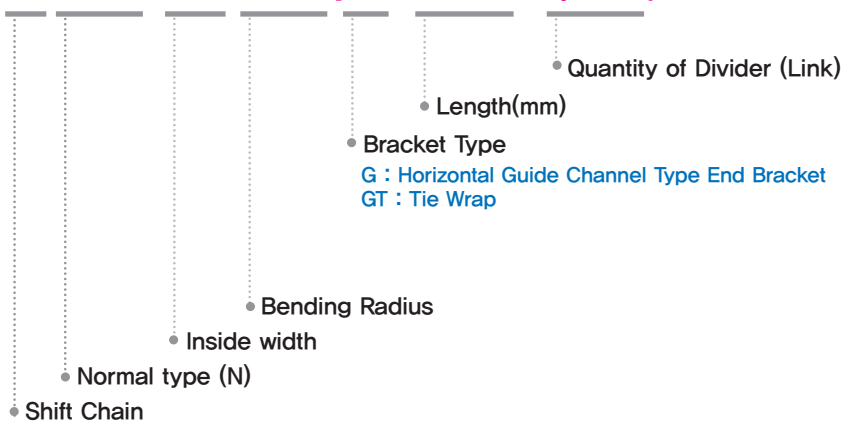 Quantity of Divider (Link)
Length(mm)
Bracket Type
G : Horizontal Guide Channel Type End Bracket
GT : Tie Wrap
Bending Radius
Inside width
Normal type (N)
Shift Chain